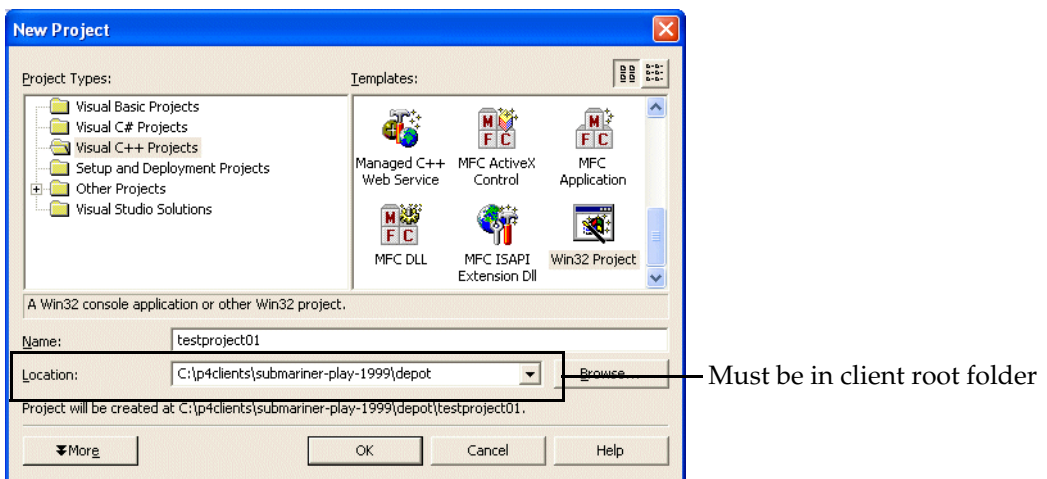 New Project
Project Types:
Templates:
Visual Basic Projects
Visual C# Projects
Visual C++ Projects
Setup and Deployment Projects
Other Projects
Visual Studio Solutions
Managed C++ Web Service
MFC ActiveX Control
MFC Application
MFC DLL
MFC ISAPI Extension Dll
Win32 Project
A Win32 console application or other Win32 project.
Name:
testproject01
Location:
C:\p4clients\submariner-play-1999\depot
Browse...
Must be in client root folder
Project will be created at C:\p4clients\submariner-play-1999\depot\testproject01.
More
OK
Cancel
Help